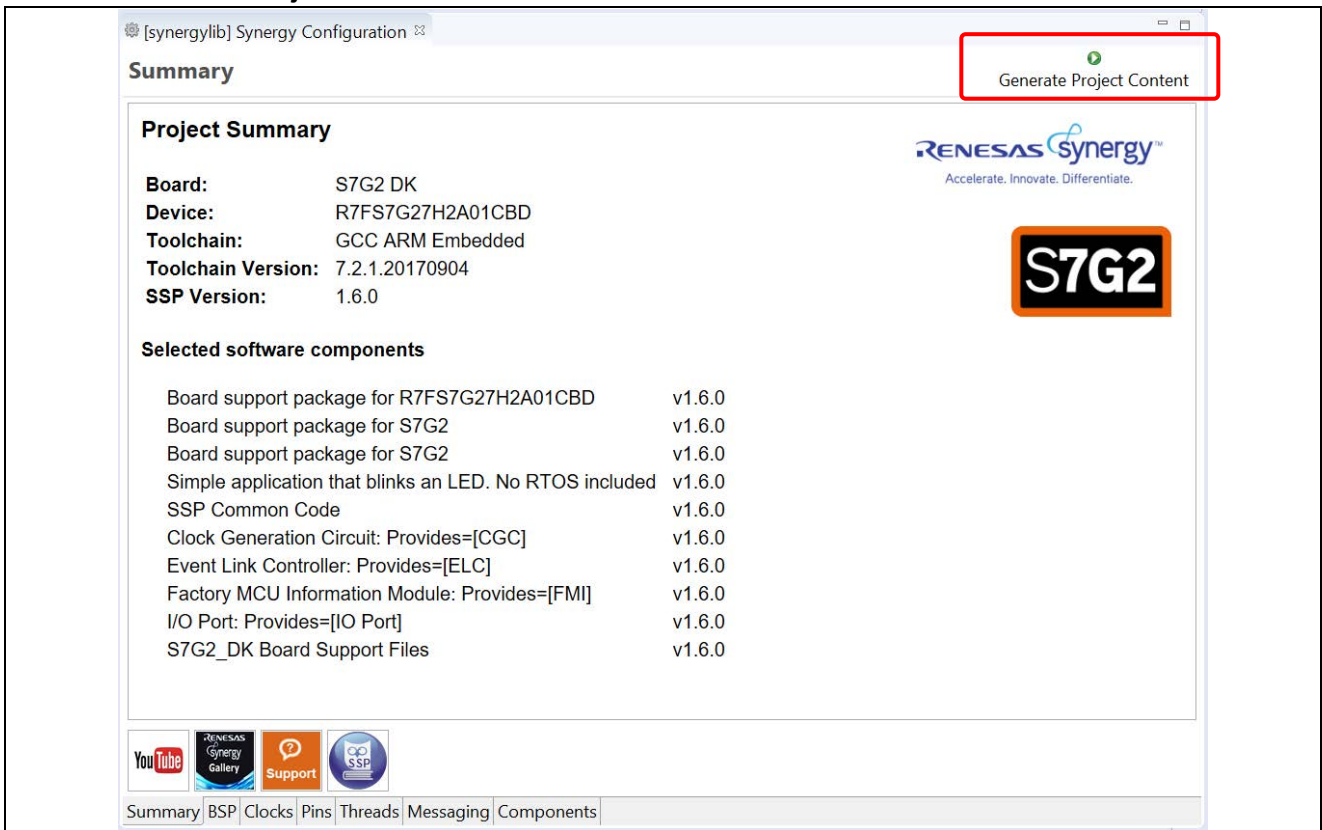 [synergylib] Synergy Configuration
Summary
Generate Project Content
Project Summary
RENESAS synergy™
Accelerate. Innovate. Differentiate.
Board: S7G2 DK
Device: R7FS7G27H2A01CBD
Toolchain: GCC ARM Embedded
Toolchain Version: 7.2.1.20170904
SSP Version: 1.6.0
S7G2
Selected software components
Board support package for R7FS7G27H2A01CBD v1.6.0
Board support package for S7G2 v1.6.0
Board support package for S7G2 v1.6.0
Simple application that blinks an LED. No RTOS included v1.6.0
SSP Common Code v1.6.0
Clock Generation Circuit: Provides=[CGC] v1.6.0
Event Link Controller: Provides=[ELC] v1.6.0
Factory MCU Information Module: Provides=[FMI] v1.6.0
I/O Port: Provides=[IO Port] v1.6.0
S7G2_DK Board Support Files v1.6.0
YouTube
RENESAS
Synergy
Gallery
Support
SSP
Summary BSP Clocks Pins Threads Messaging Components